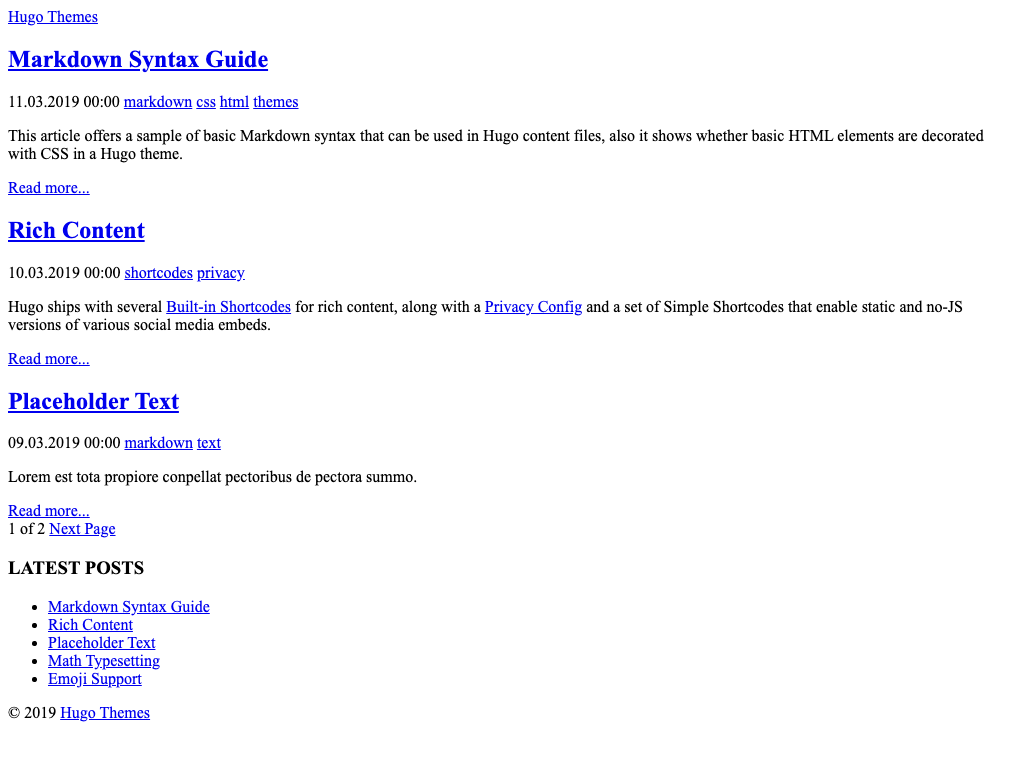 Hugo Themes
Markdown Syntax Guide
11.03.2019 00:00 markdown css html themes
This article offers a sample of basic Markdown syntax that can be used in Hugo content files, also it shows whether basic HTML elements are decorated
with CSS in a Hugo theme.
Read more...
Rich Content
10.03.2019 00:00 shortcodes privacy
Hugo ships with several Built-in Shortcodes for rich content, along with a Privacy Config and a set of Simple Shortcodes that enable static and no-JS
versions of various social media embeds.
Read more...
Placeholder Text
09.03.2019 00:00 markdown text
Lorem est tota propiore conpellat pectoribus de pectora summo.
Read more...
1 of 2 Next Page
LATEST POSTS
Markdown Syntax Guide
Rich Content
Placeholder Text
Math Typesetting
Emoji Support
© 2019 Hugo Themes